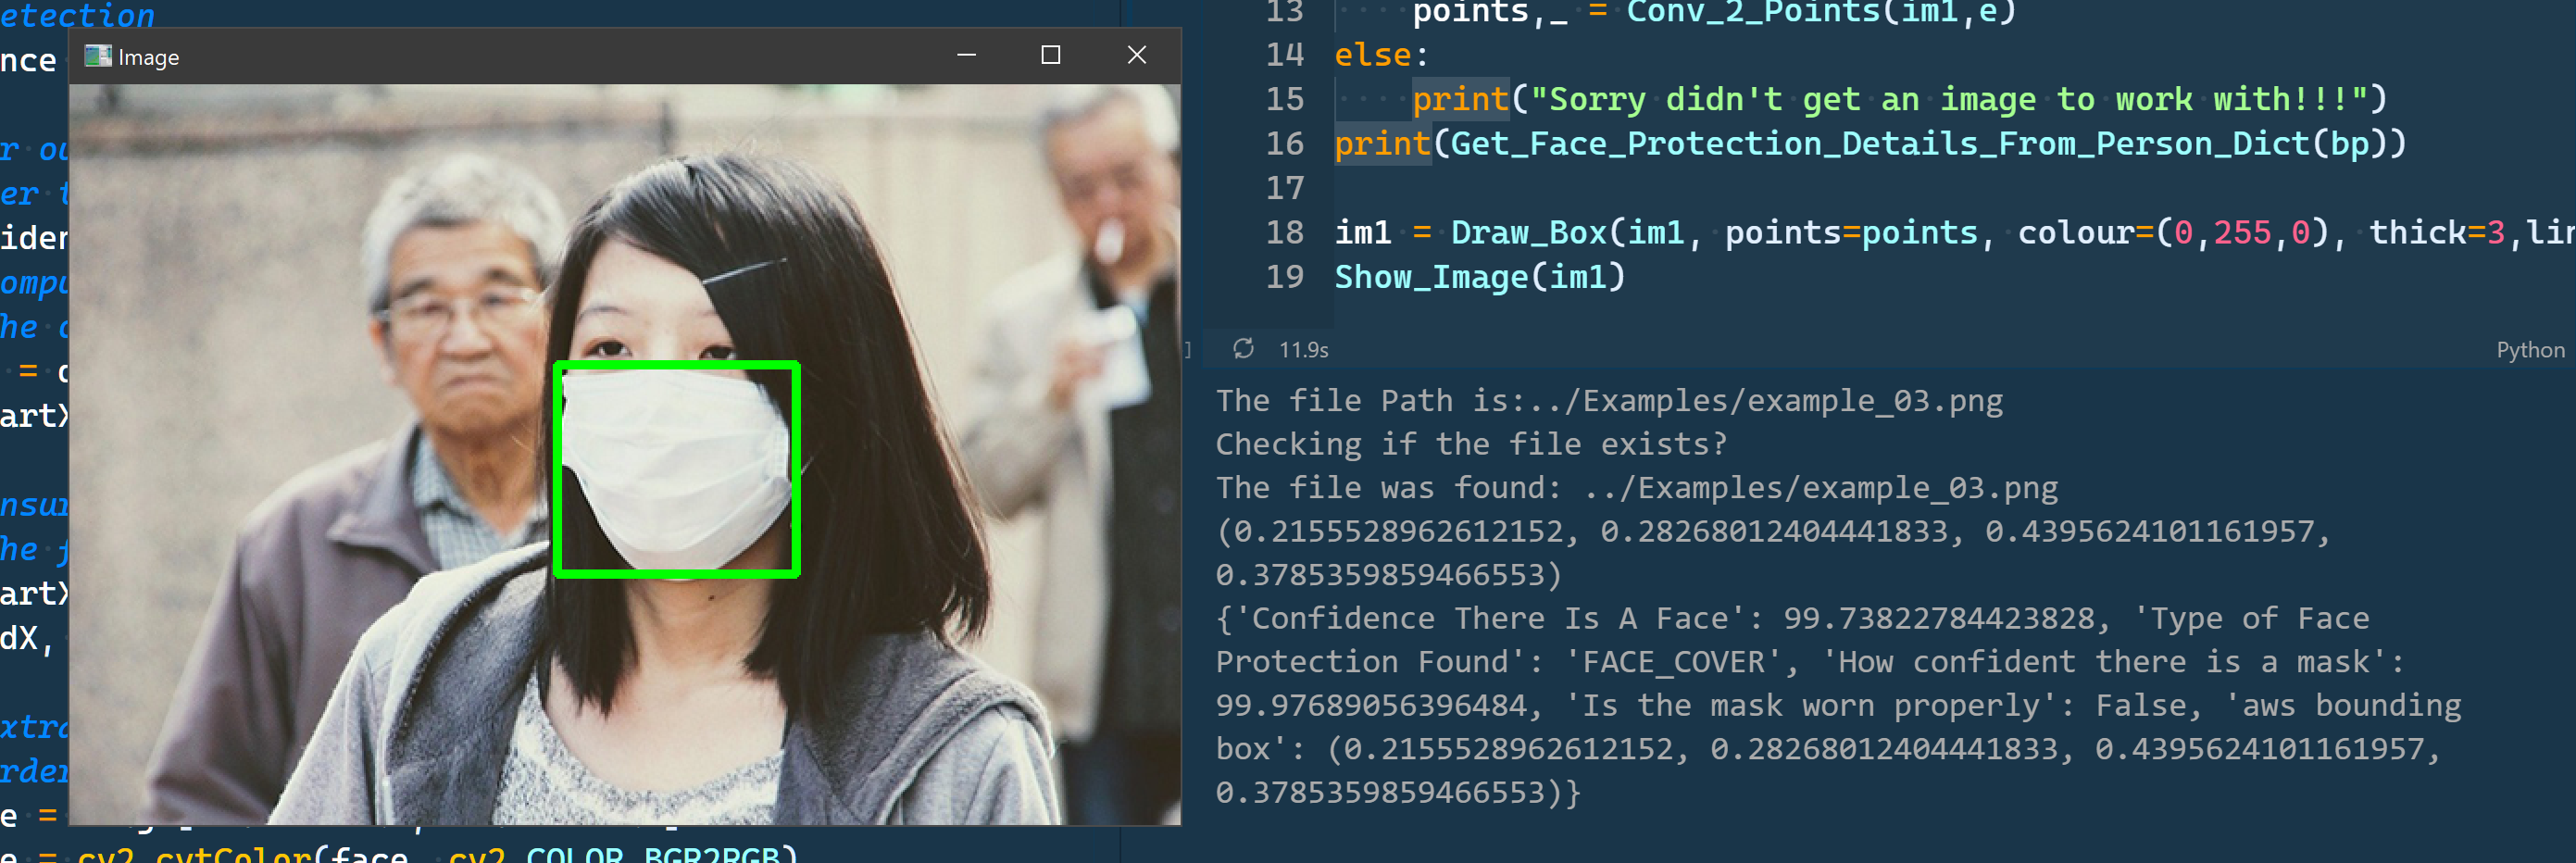 etection
nce
r ou
er t
iden
ompu
he c
= c
artX
nsur
he f
artX
dX,
xtra
rder
e =
e = cv2.cvtColor(face, cv2.COLOR_BGR2RGB)
Image
13 points,_ = Conv_2_Points(im1,e)
14 else:
15 print("Sorry didn't get an image to work with!!!")
16 print(Get_Face_Protection_Details_From_Person_Dict(bp))
17
18 im1 = Draw_Box(im1, points=points, colour=(0,255,0), thick=3,lin
19 Show_Image(im1)
11.9s
Python
The file Path is:../Examples/example_03.png
Checking if the file exists?
The file was found: ../Examples/example_03.png
(0.2155528962612152, 0.28268012404441833, 0.4395624101161957,
0.3785359859466553)
{'Confidence There Is A Face': 99.73822784423828, 'Type of Face
Protection Found': 'FACE_COVER', 'How confident there is a mask':
99.97689056396484, 'Is the mask worn properly': False, 'aws bounding
box': (0.2155528962612152, 0.28268012404441833, 0.4395624101161957,
0.3785359859466553)}